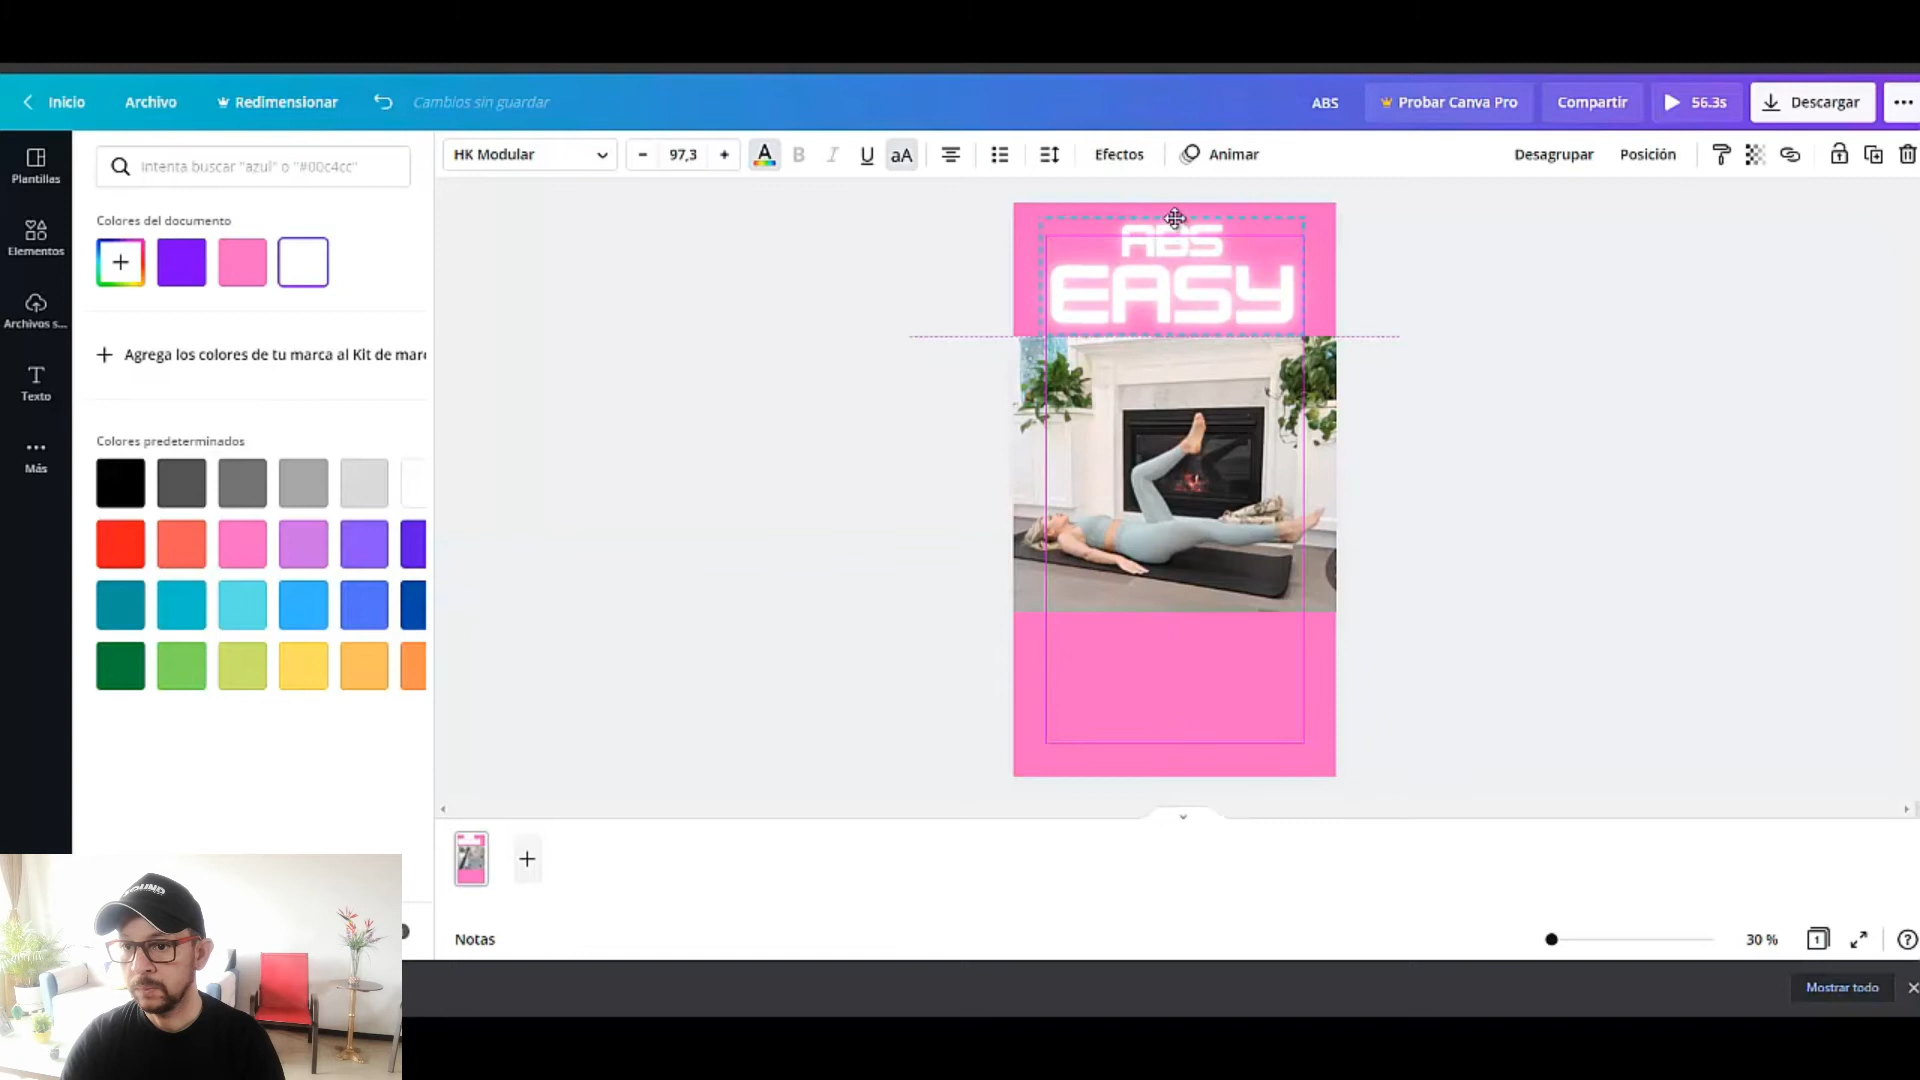 Inicio
Archivo
Redimensionar
Cambios sin guardar
ABS
Probar Canva Pro
Compartir
56.3s
Descargar
Plantillas
Elementos
Archivos s...
Texto
Más
Intenta buscar "azul" o "#00c4cc"
Colores del documento
Agrega los colores de tu marca al Kit de marc
Colores predeterminados
HK Modular
97,3
A
B
I
U
aA
Efectos
Animar
Desagrupar
Posición
ABS
EASY
Notas
30 %
1
Mostrar todo